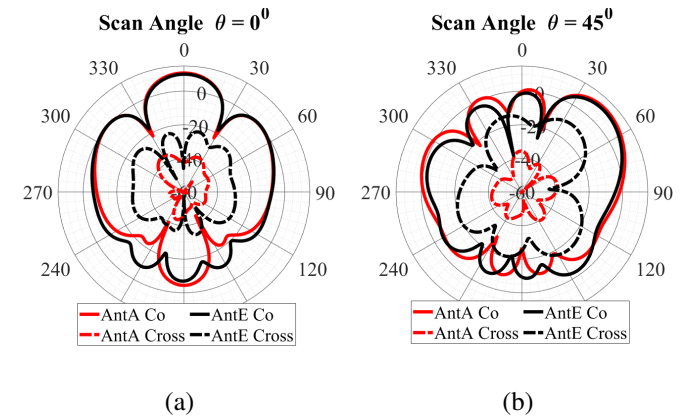 Scan Angle θ = 0⁰
0
330
30
300
60
270
90
240
120
0
-20
-40
-60
AntA Co
AntE Co
AntA Cross
AntE Cross
(a)
Scan Angle θ = 45⁰
0
330
30
300
60
270
90
240
120
0
-2
-40
-60
AntA Co
AntE Co
AntA Cross
AntE Cross
(b)